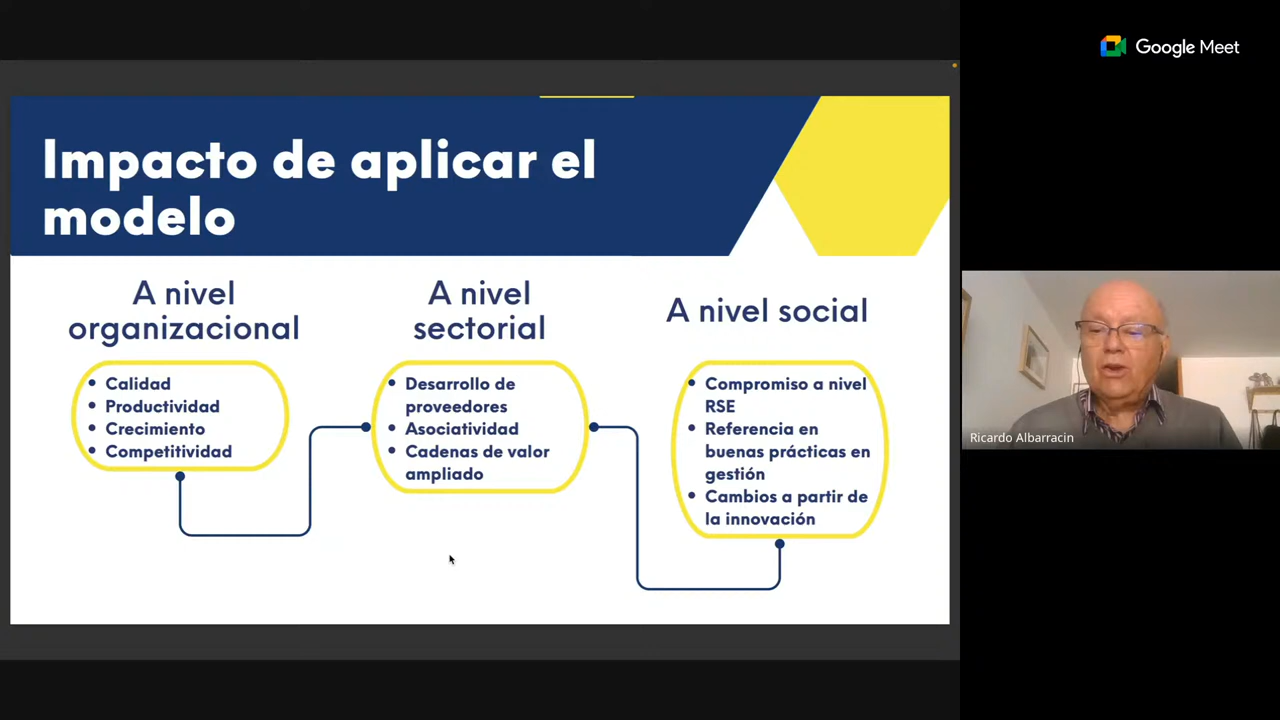 Google Meet
Impacto de aplicar el
modelo
A nivel
organizacional
Calidad
Productividad
Crecimiento
Competitividad
A nivel
sectorial
Desarrollo de
proveedores
Asociatividad
Cadenas de valor
ampliado
A nivel social
Compromiso a nivel
RSE
Referencia en
buenas prácticas en
gestión
Cambios a partir de
la innovación
Ricardo Albarracin